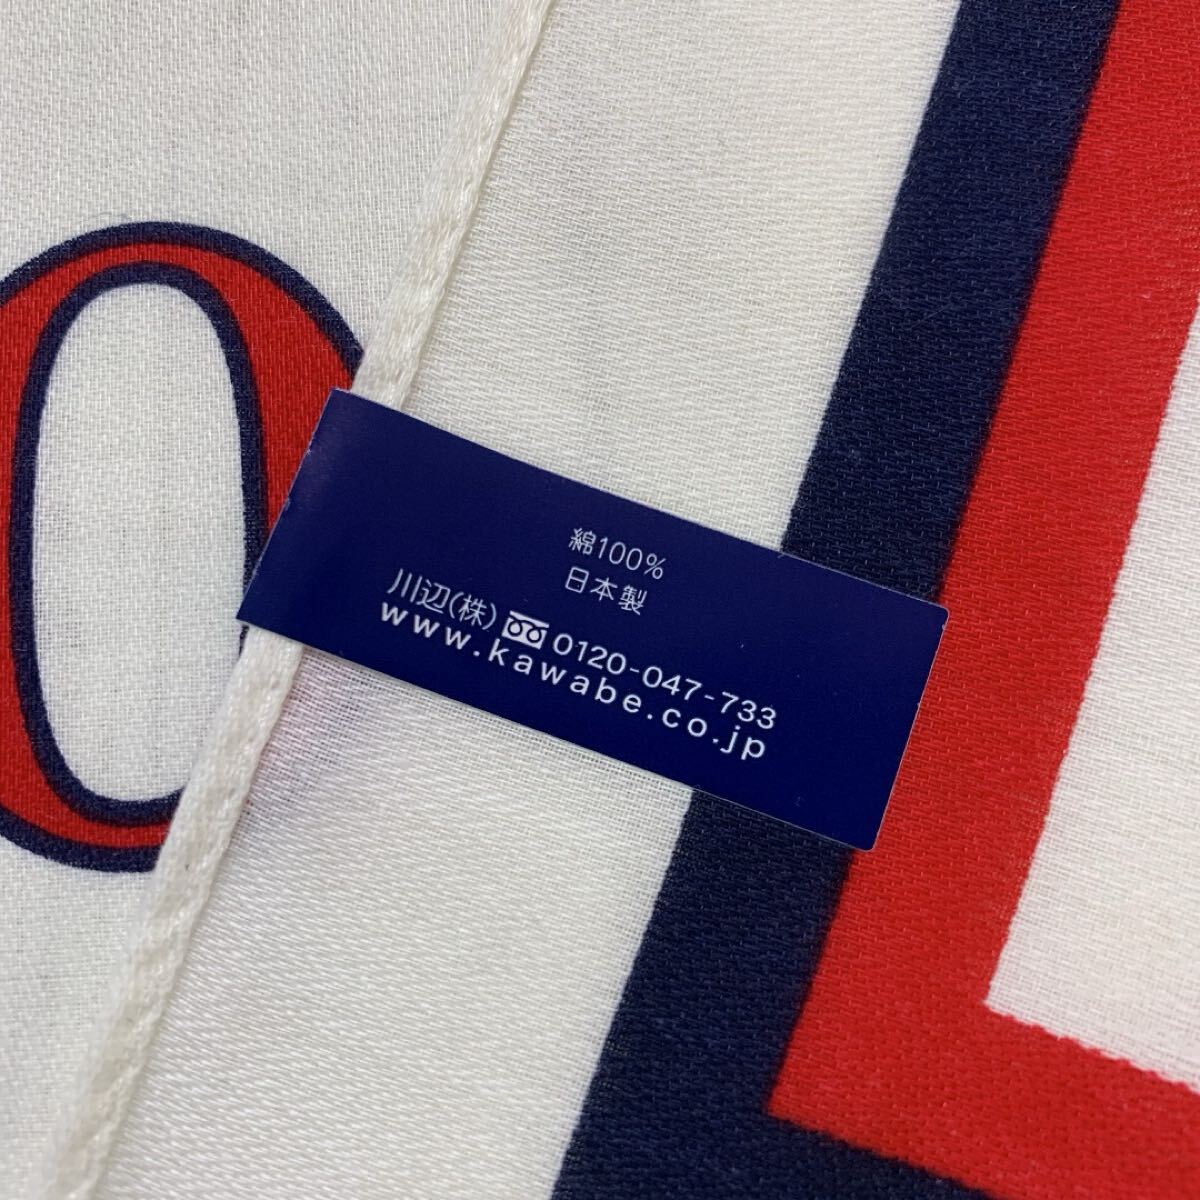 O
綿100%
日本製
川辺(株) 0120-047-733
www.kawabe.co.jp